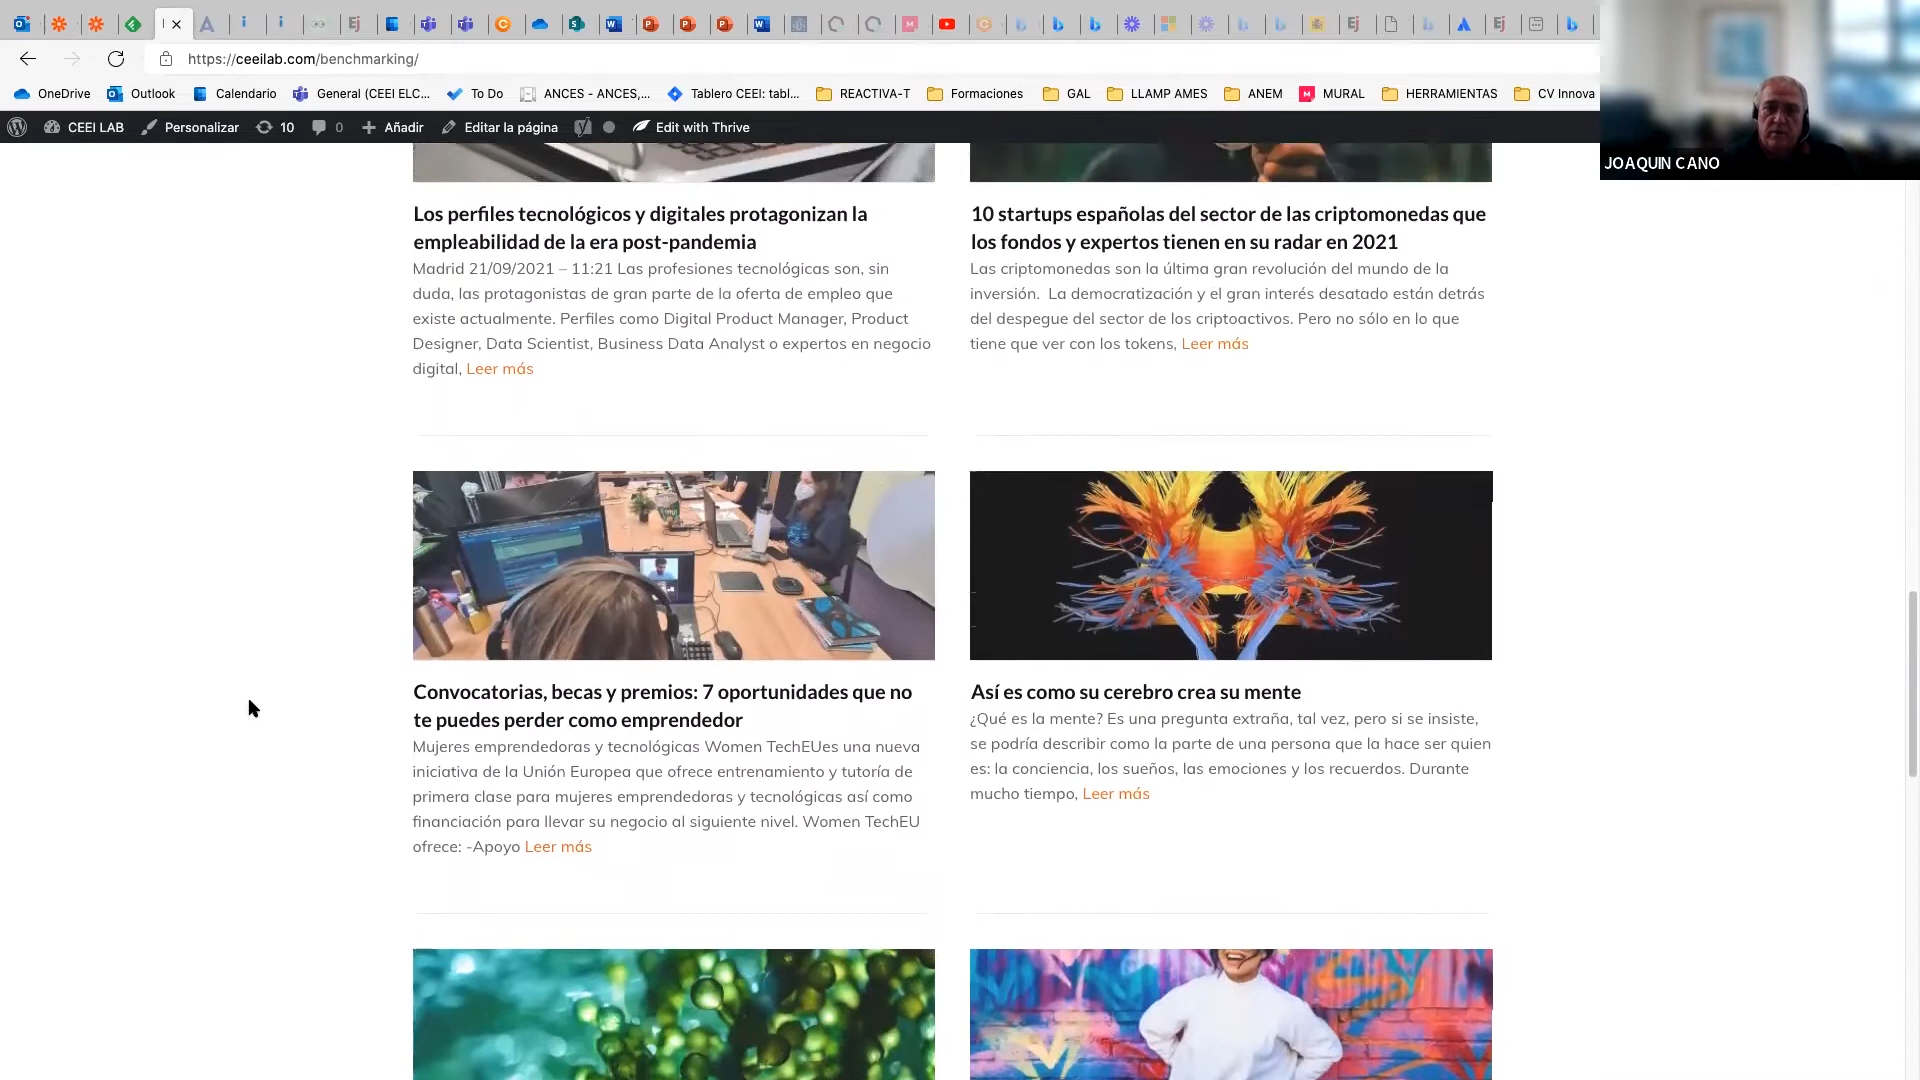 https://ceeilab.com/benchmarking/
OneDrive Outlook Calendario General (CEEI ELC... To Do ANCES - ANCES,... Tablero CEEI: tabl... REACTIVA-T Formaciones GAL LLAMP AMES ANEM MURAL HERRAMIENTAS CV Innova
CEEI LAB Personalizar 10 0 Añadir Editar la página Edit with Thrive
JOAQUIN CANO
Los perfiles tecnológicos y digitales protagonizan la
empleabilidad de la era post-pandemia
Madrid 21/09/2021 – 11:21 Las profesiones tecnológicas son, sin
duda, las protagonistas de gran parte de la oferta de empleo que
existe actualmente. Perfiles como Digital Product Manager, Product
Designer, Data Scientist, Business Data Analyst o expertos en negocio
digital, Leer más
10 startups españolas del sector de las criptomonedas que
los fondos y expertos tienen en su radar en 2021
Las criptomonedas son la última gran revolución del mundo de la
inversión. La democratización y el gran interés desatado están detrás
del despegue del sector de los criptoactivos. Pero no sólo en lo que
tiene que ver con los tokens, Leer más
Convocatorias, becas y premios: 7 oportunidades que no
te puedes perder como emprendedor
Mujeres emprendedoras y tecnológicas Women TechEUes una nueva
iniciativa de la Unión Europea que ofrece entrenamiento y tutoría de
primera clase para mujeres emprendedoras y tecnológicas así como
financiación para llevar su negocio al siguiente nivel. Women TechEU
ofrece: -Apoyo Leer más
Así es como su cerebro crea su mente
¿Qué es la mente? Es una pregunta extraña, tal vez, pero si se insiste,
se podría describir como la parte de una persona que la hace ser quien
es: la conciencia, los sueños, las emociones y los recuerdos. Durante
mucho tiempo, Leer más